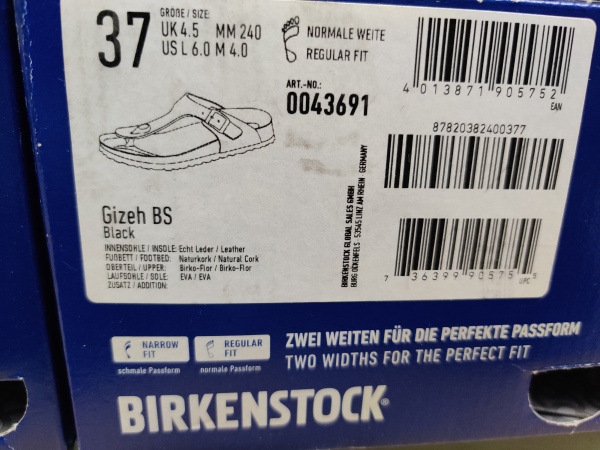 37
GRÖßE / SIZE:
UK 4.5 MM 240
US L 6.0 M 4.0
NORMALE WEITE
REGULAR FIT
ART.-NO.:
0043691
4 013871 905752
EAN
87820382400377
7 36399 90575 5
UPC
BIRKENSTOCK GLOBAL SALES GMBH
BURG OCKENFELS 53545 LINZ AM RHEIN GERMANY
Gizeh BS
Black
INNENSOHLE / INSOLE: Echt Leder / Leather
FUßBETT / FOOTBED: Naturkork / Natural Cork
OBERTEIL / UPPER: Birko-Flor / Birko-Flor
LAUFSOHLE / SOLE: EVA / EVA
ZUSATZ / ADDITION:
NARROW FIT
schmale Passform
REGULAR FIT
normale Passform
ZWEI WEITEN FÜR DIE PERFEKTE PASSFORM
TWO WIDTHS FOR THE PERFECT FIT
BIRKENSTOCK®